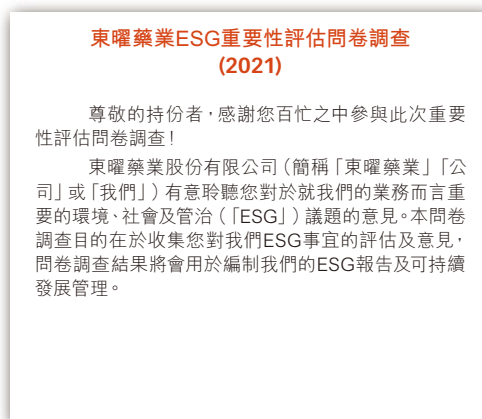 東曜藥業ESG重要性評估問卷調查
(2021)
尊敬的持份者，感謝您百忙之中參與此次重要
性評估問卷調查！
東曜藥業股份有限公司（簡稱「東曜藥業」「公
司」或「我們」）有意聆聽您對於就我們的業務而言重
要的環境、社會及管治（「ESG」）議題的意見。本問卷
調查目的在於收集您對我們ESG事宜的評估及意見，
問卷調查結果將會用於編制我們的ESG報告及可持續
發展管理。